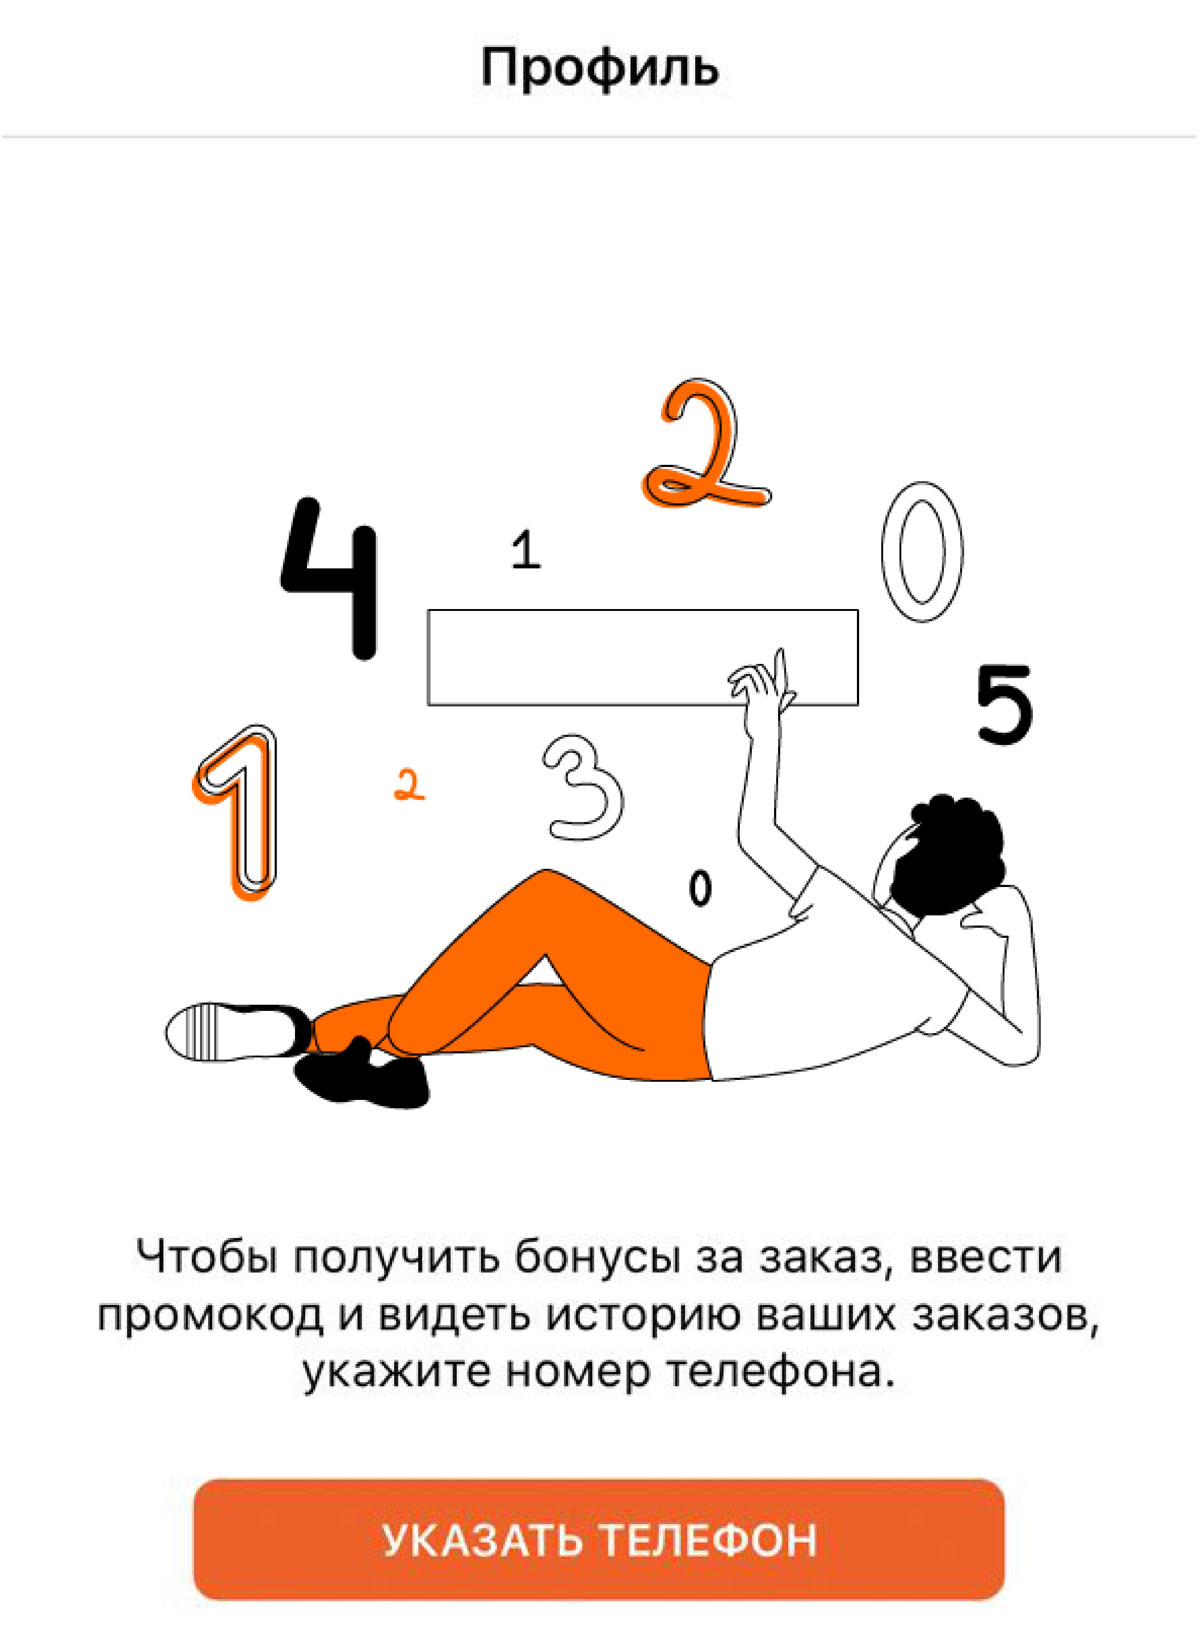 Профиль
2
4
1
0
5
1
2
3
0
Чтобы получить бонусы за заказ, ввести
промокод и видеть историю ваших заказов,
укажите номер телефона.
УКАЗАТЬ ТЕЛЕФОН